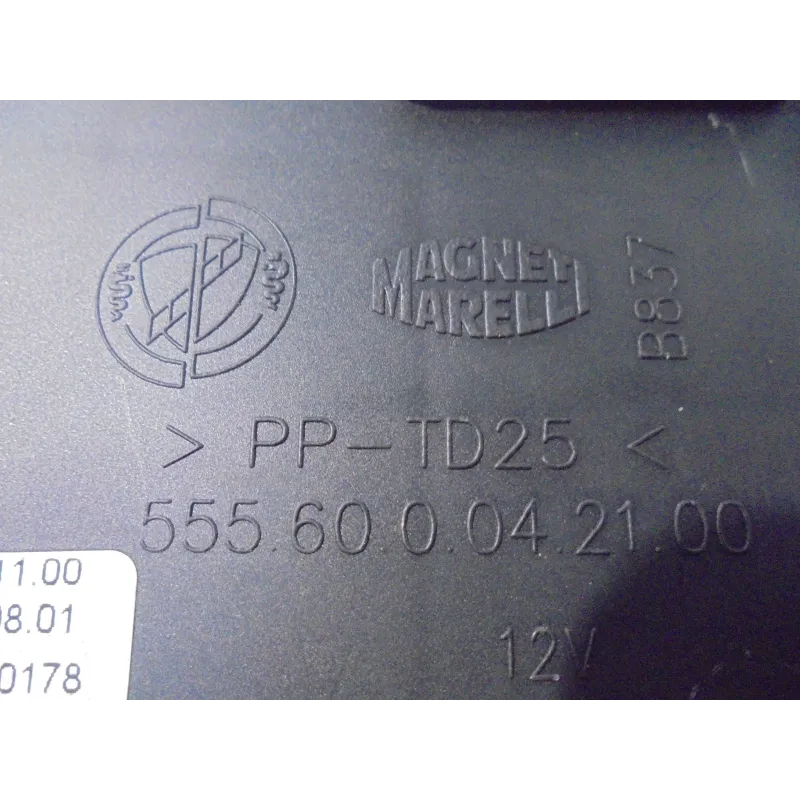 MAGNETI
MARELLI
B837
> PP-TD25 <
555.60.0.04.21.00
12V
11.00
08.01
0178